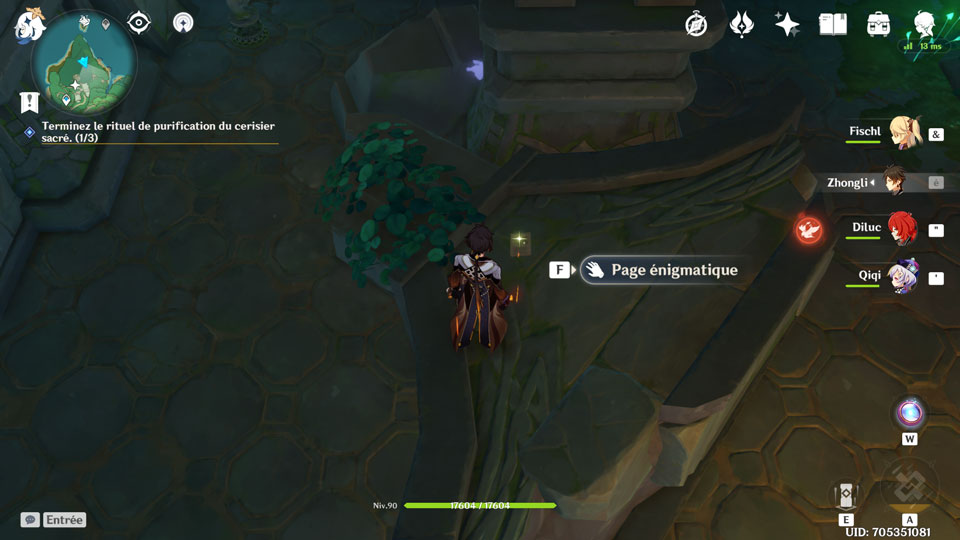 13 ms
Terminez le rituel de purification du cerisier
sacré. (1/3)
Fischl
&
Zhongli
é
Diluc
"
Qiqi
'
F
Page énigmatique
W
Niv.90
17604 / 17604
E
A
Entrée
UID: 705351081